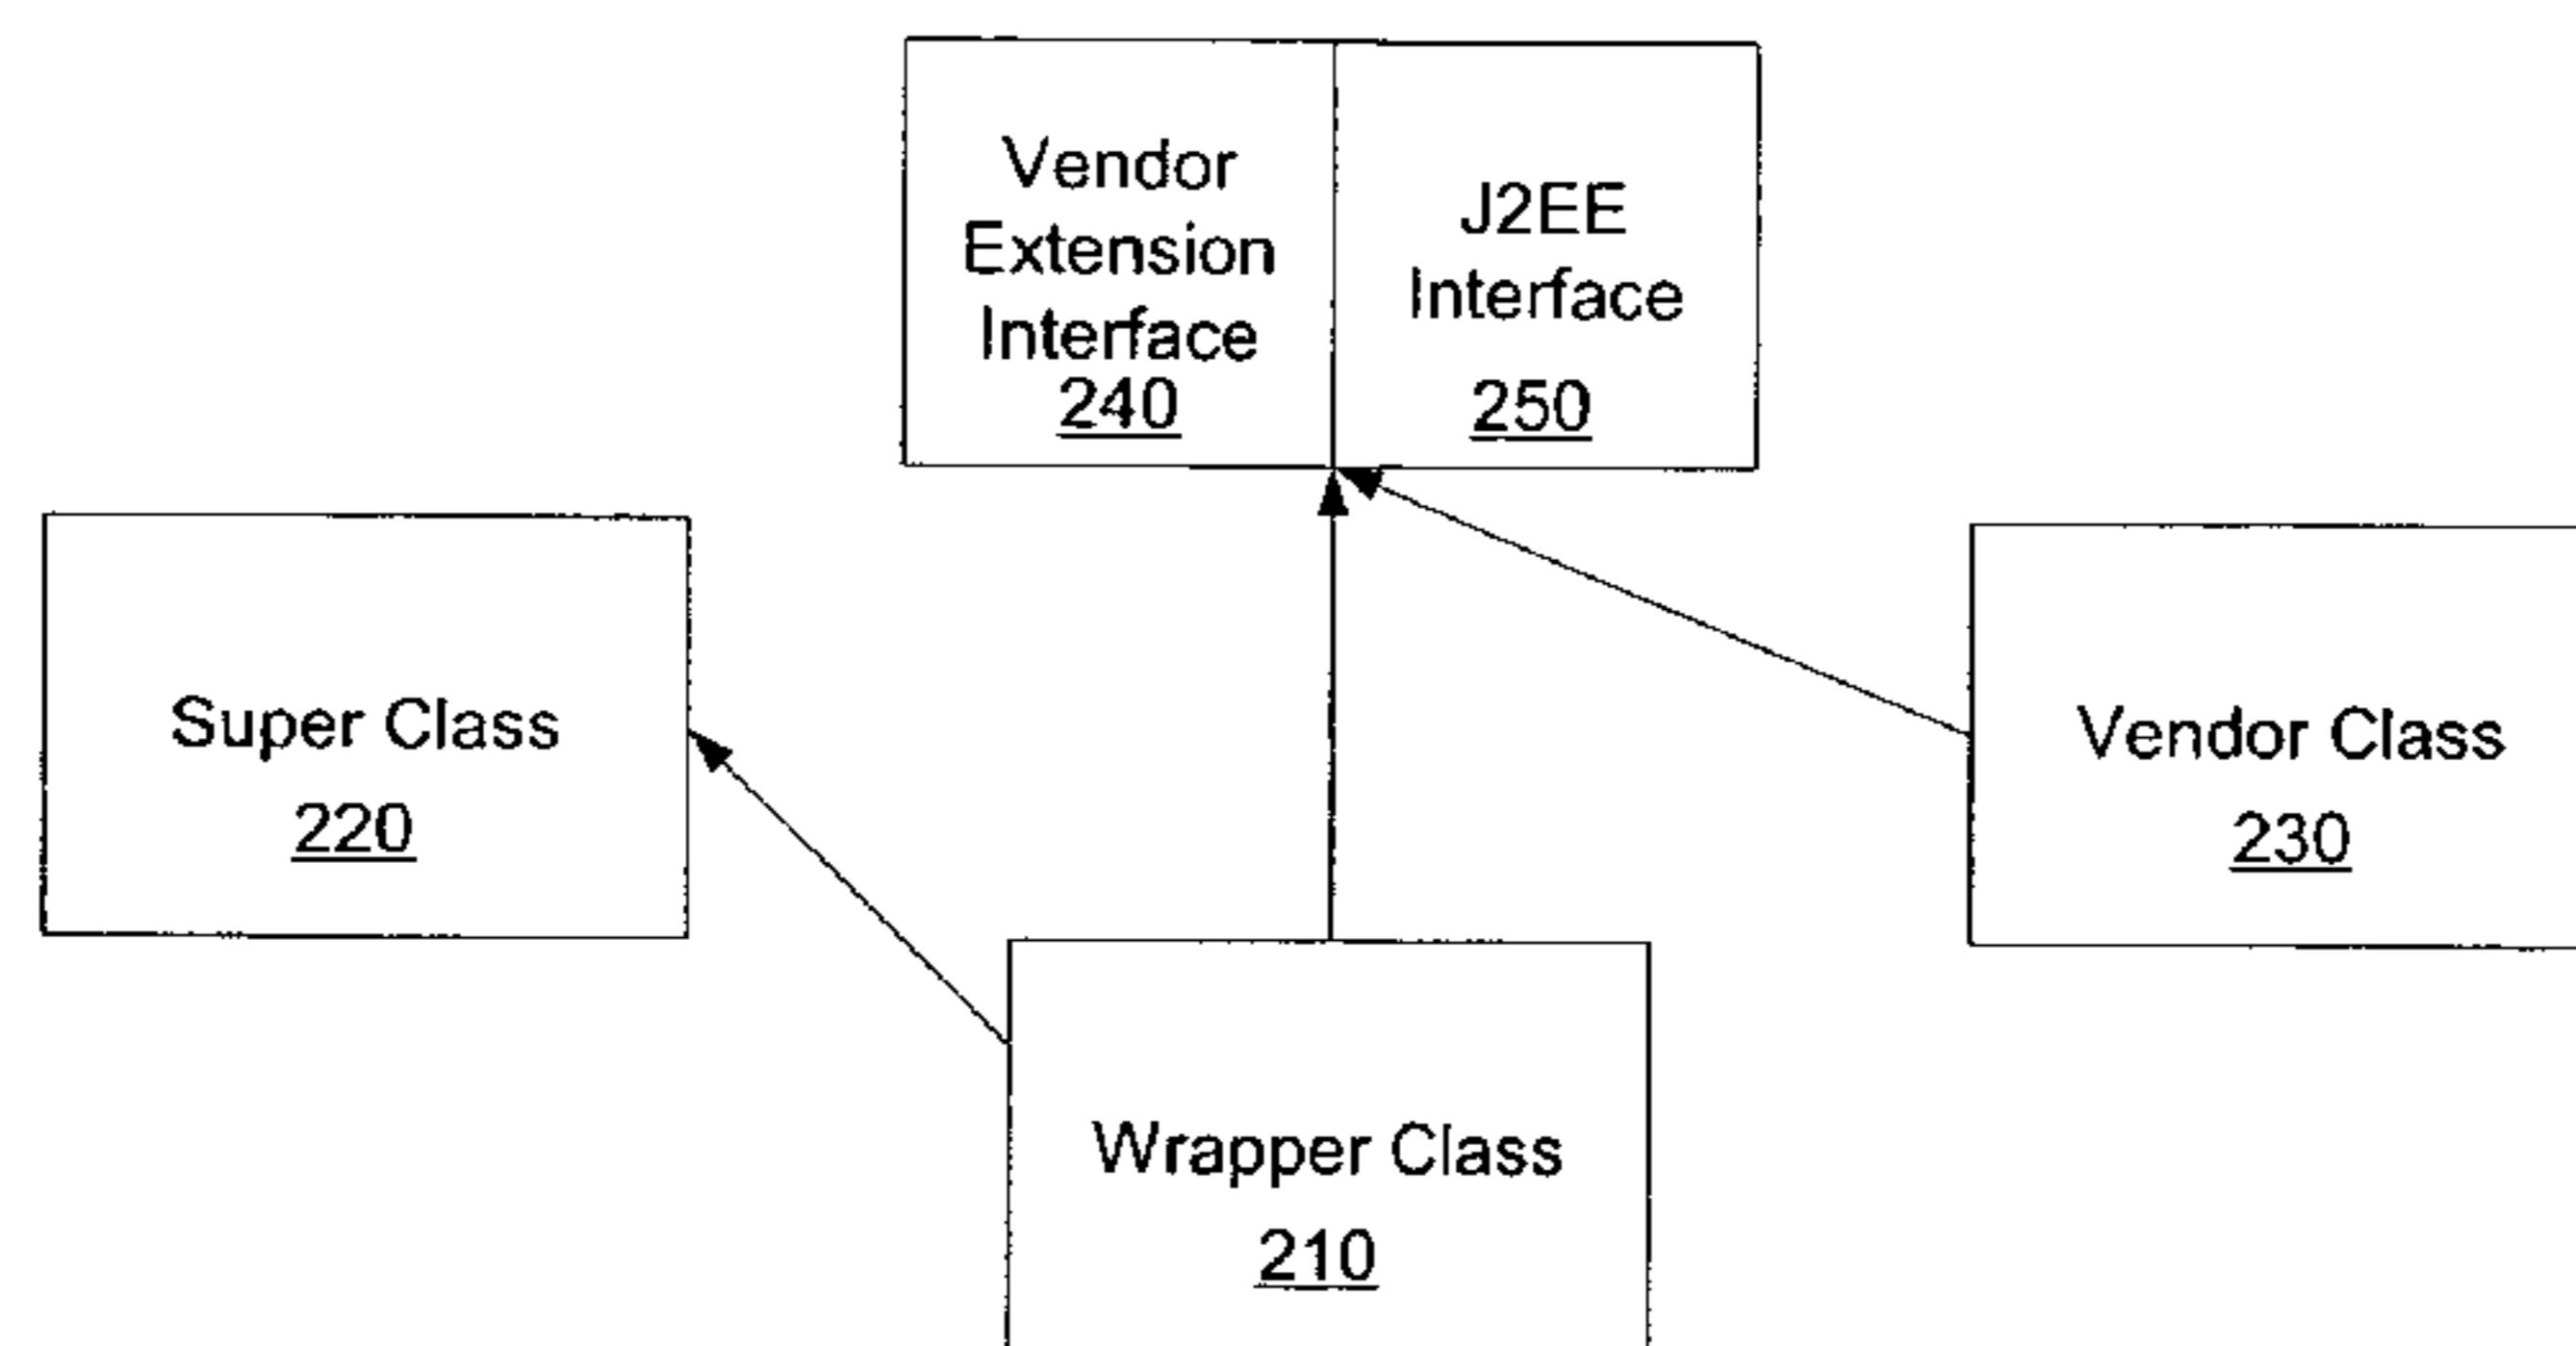 Vendor
Extension
Interface
240
J2EE
Interface
250
Super Class
220
Vendor Class
230
Wrapper Class
210